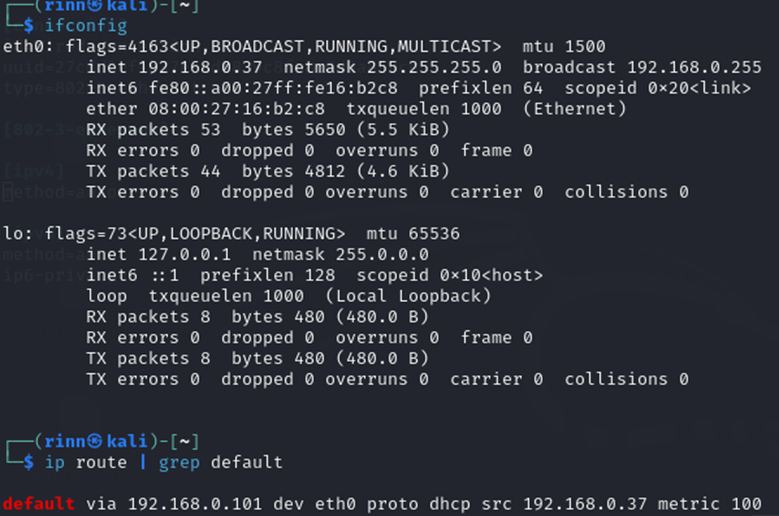 ┌──(rinn㉿kali)-[~]
└─$ ifconfig
eth0: flags=4163<UP,BROADCAST,RUNNING,MULTICAST>  mtu 1500
        inet 192.168.0.37  netmask 255.255.255.0  broadcast 192.168.0.255
        inet6 fe80::a00:27ff:fe16:b2c8  prefixlen 64  scopeid 0x20<link>
        ether 08:00:27:16:b2:c8  txqueuelen 1000  (Ethernet)
        RX packets 53  bytes 5650 (5.5 KiB)
        RX errors 0  dropped 0  overruns 0  frame 0
        TX packets 44  bytes 4812 (4.6 KiB)
        TX errors 0  dropped 0 overruns 0  carrier 0  collisions 0

lo: flags=73<UP,LOOPBACK,RUNNING>  mtu 65536
        inet 127.0.0.1  netmask 255.0.0.0
        inet6 ::1  prefixlen 128  scopeid 0x10<host>
        loop  txqueuelen 1000  (Local Loopback)
        RX packets 8  bytes 480 (480.0 B)
        RX errors 0  dropped 0  overruns 0  frame 0
        TX packets 8  bytes 480 (480.0 B)
        TX errors 0  dropped 0 overruns 0  carrier 0  collisions 0

┌──(rinn㉿kali)-[~]
└─$ ip route | grep default
default via 192.168.0.101 dev eth0 proto dhcp src 192.168.0.37 metric 100